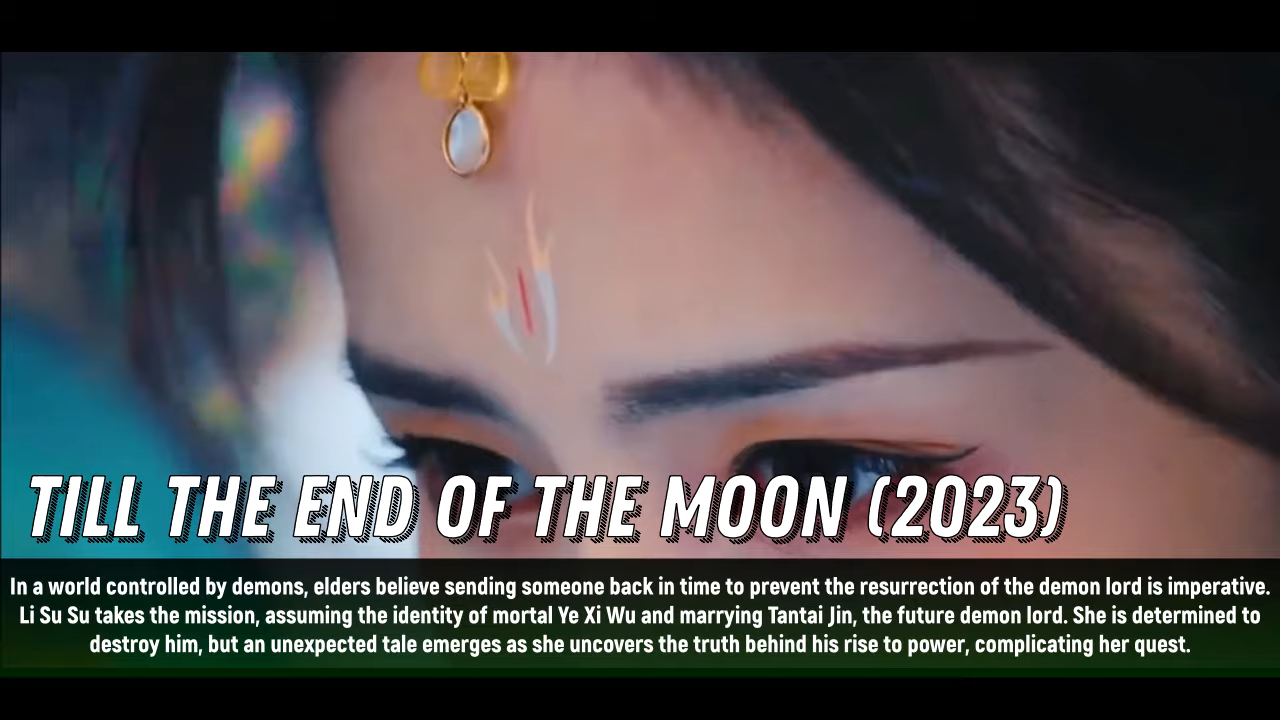 TILL THE END OF THE MOON (2023)
In a world controlled by demons, elders believe sending someone back in time to prevent the resurrection of the demon lord is imperative.
Li Su Su takes the mission, assuming the identity of mortal Ye Xi Wu and marrying Tantai Jin, the future demon lord. She is determined to
destroy him, but an unexpected tale emerges as she uncovers the truth behind his rise to power, complicating her quest.